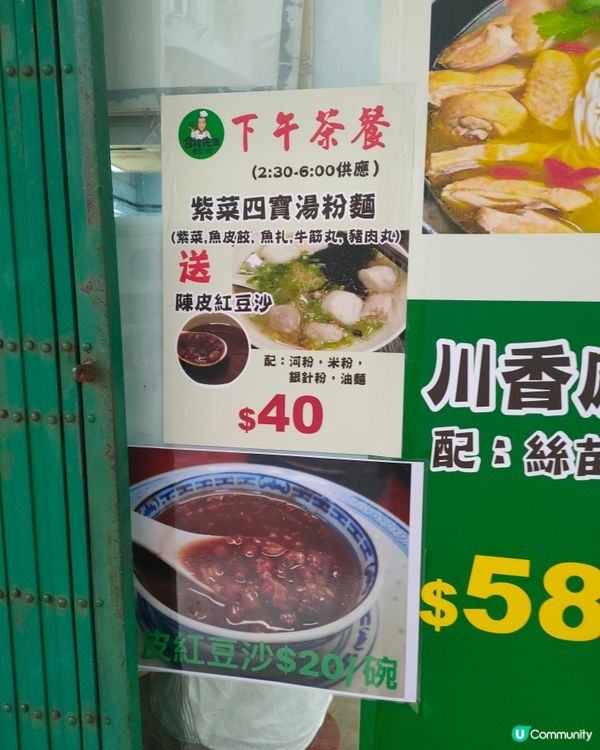 下午茶餐
(2:30-6:00供應)
紫菜四寶湯粉麵
(紫菜,魚皮餃,魚扎,牛筋丸,豬肉丸)
送
陳皮紅豆沙
配：河粉，米粉，
銀針粉，油麵
$40
皮紅豆沙$20/碗
川香
配：絲苗
$58
U Community